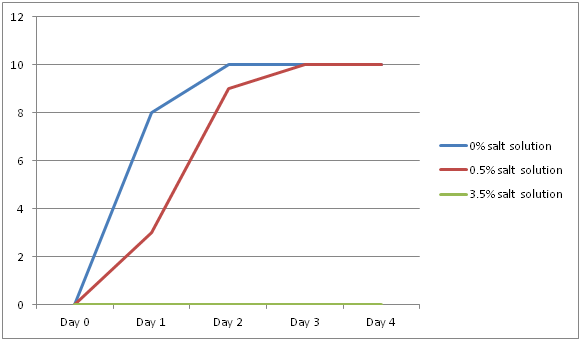 12
10
8
6
4
2
0
Day 0 Day 1 Day 2 Day 3 Day 4
0% salt solution
0.5% salt solution
3.5% salt solution